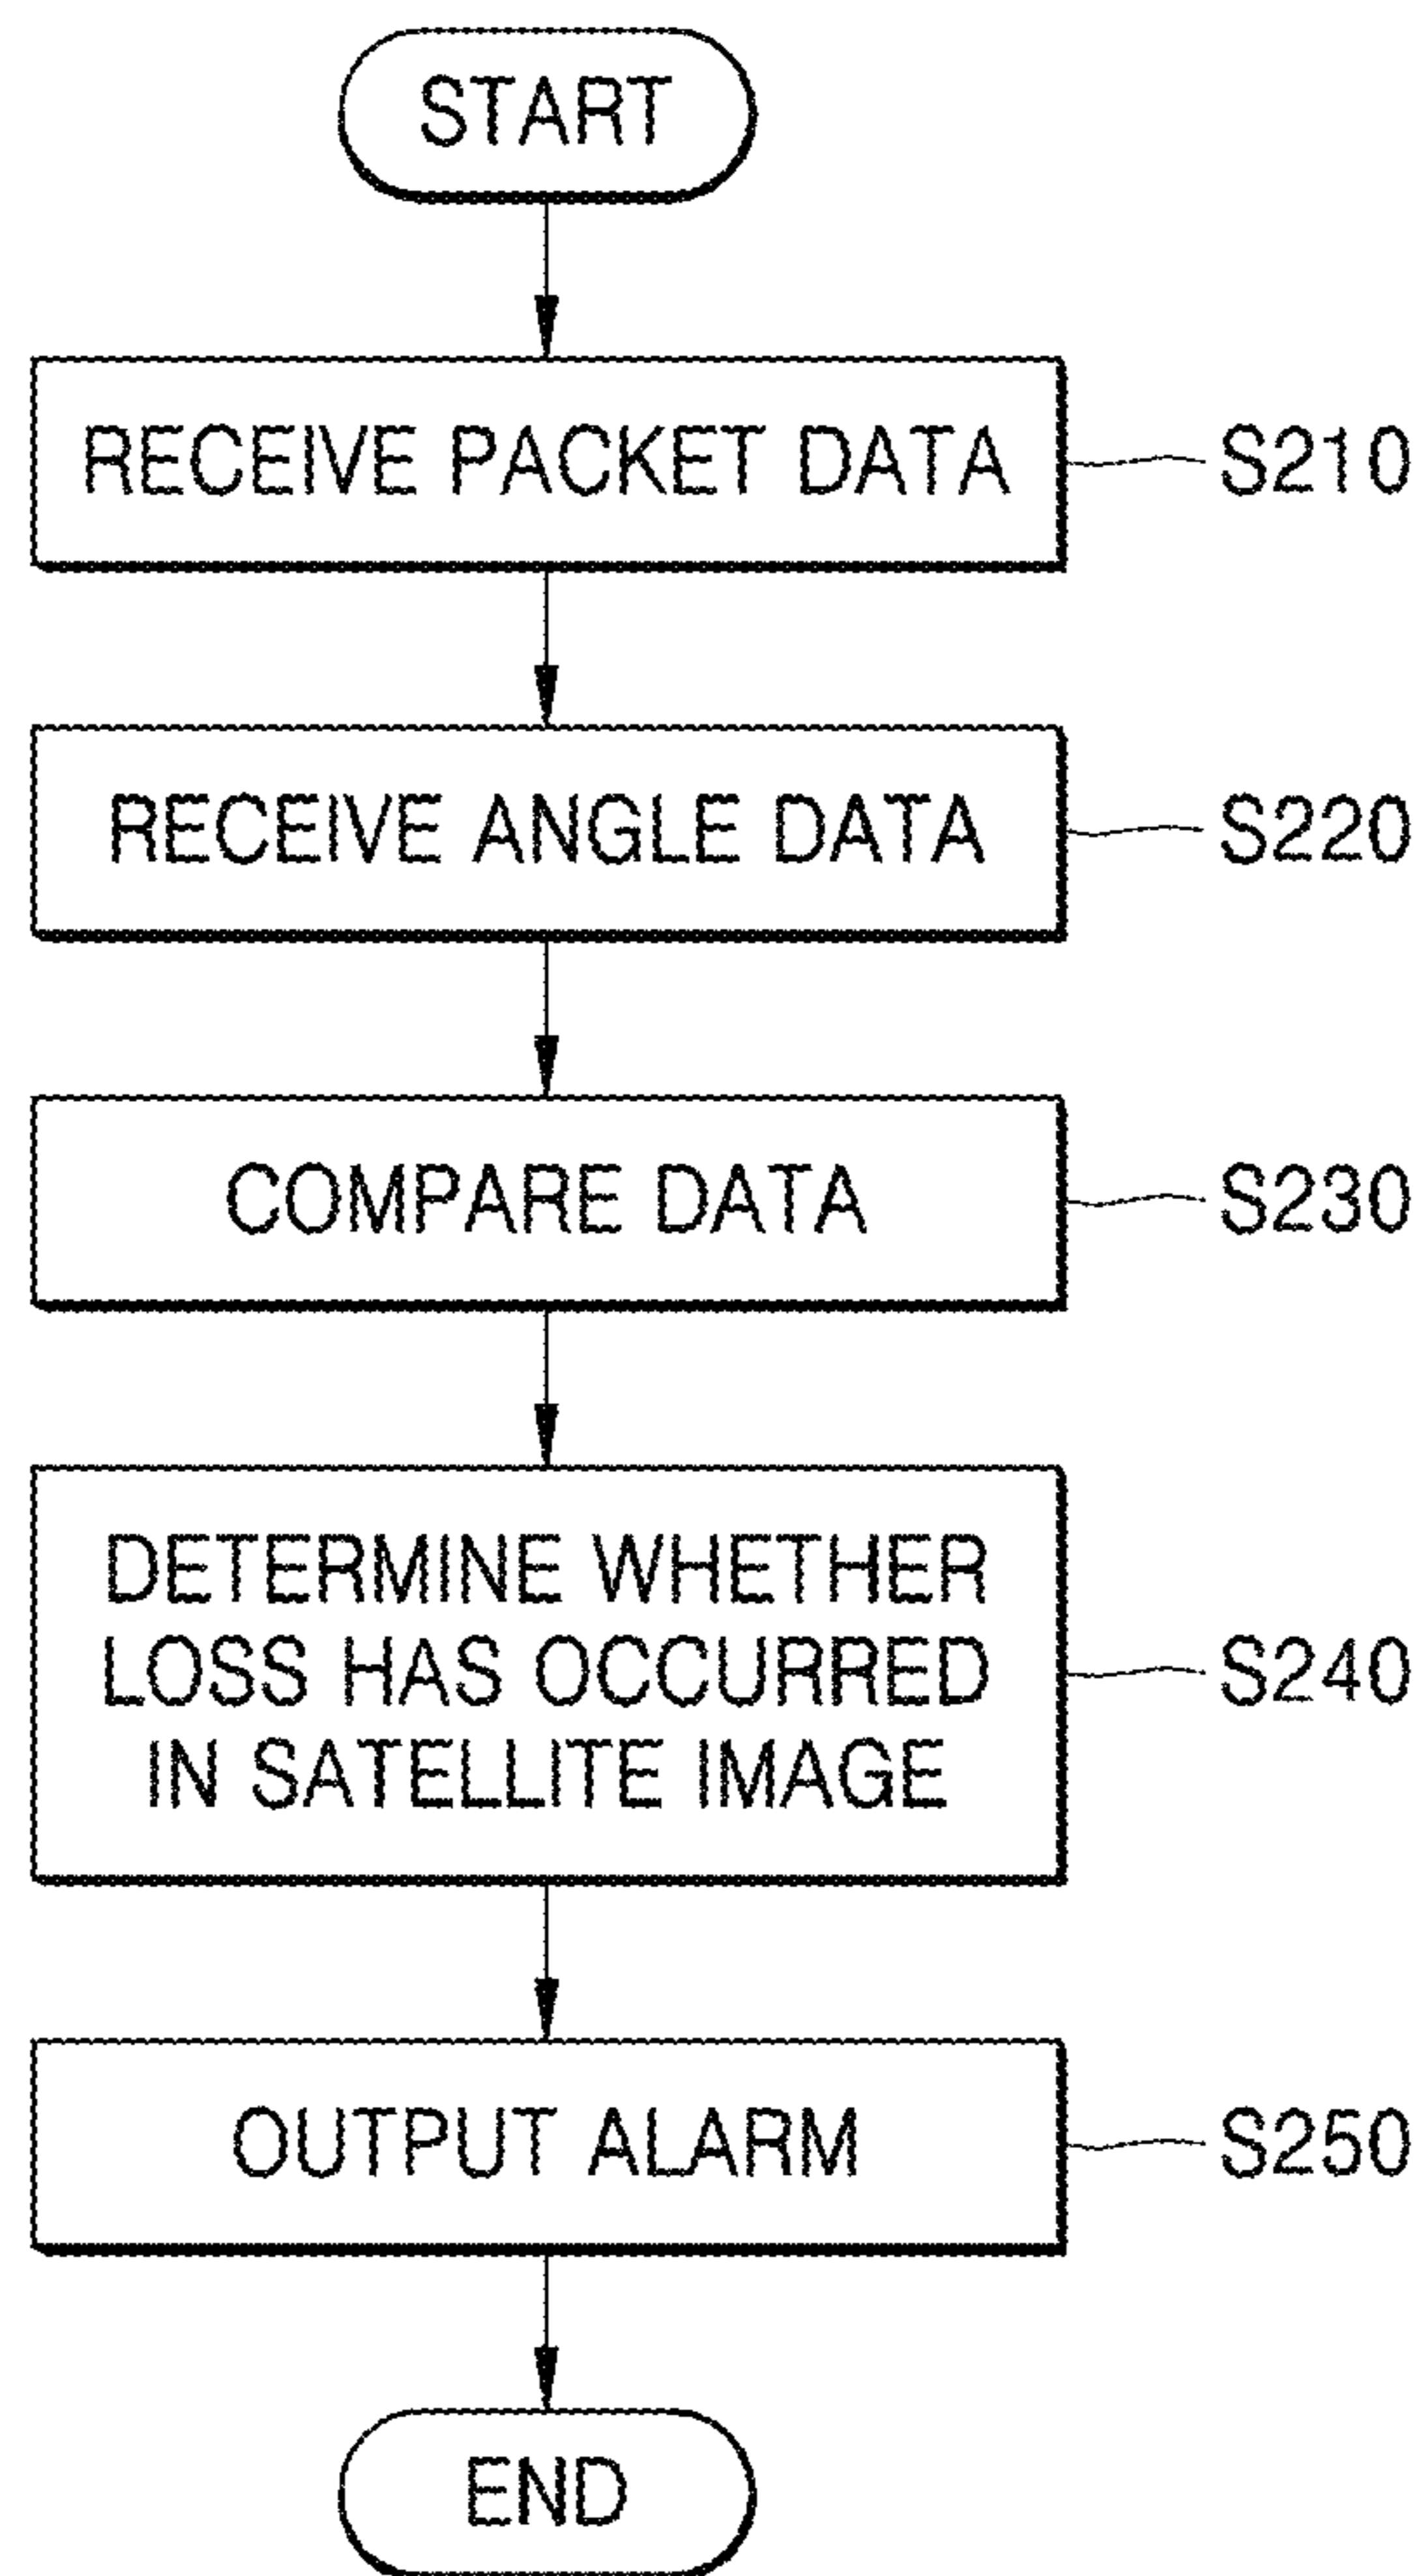 START
RECEIVE PACKET DATA
S210
RECEIVE ANGLE DATA
S220
COMPARE DATA
S230
DETERMINE WHETHER
LOSS HAS OCCURRED
IN SATELLITE IMAGE
S240
OUTPUT ALARM
S250
END